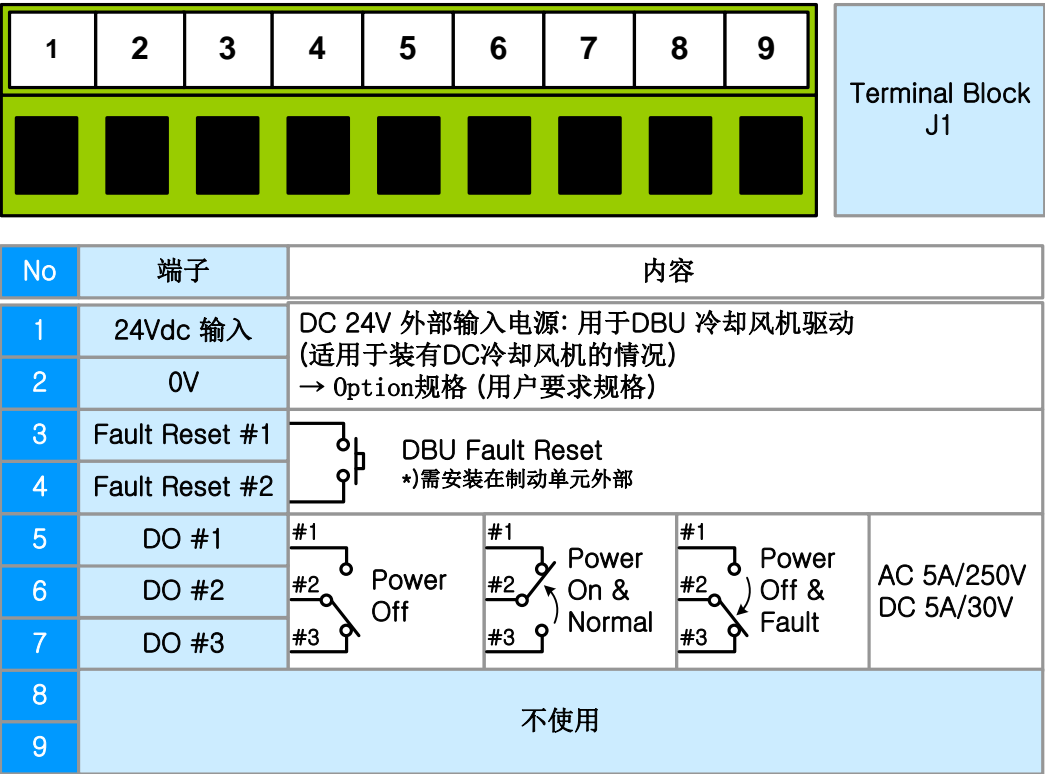 1 2 3 4 5 6 7 8 9
Terminal Block
J1
No 端子 内容
1 24Vdc 输入
2 0V
DC 24V 外部输入电源: 用于DBU 冷却风机驱动
(适用于装有DC冷却风机的情况)
→ Option规格 (用户要求规格)
3 Fault Reset #1
4 Fault Reset #2
DBU Fault Reset
*)需安装在制动单元外部
5 DO #1
6 DO #2
7 DO #3
#1
#2
#3
Power
Off
#1
#2
#3
Power
On &
Normal
#1
#2
#3
Power
Off &
Fault
AC 5A/250V
DC 5A/30V
8
9
不使用